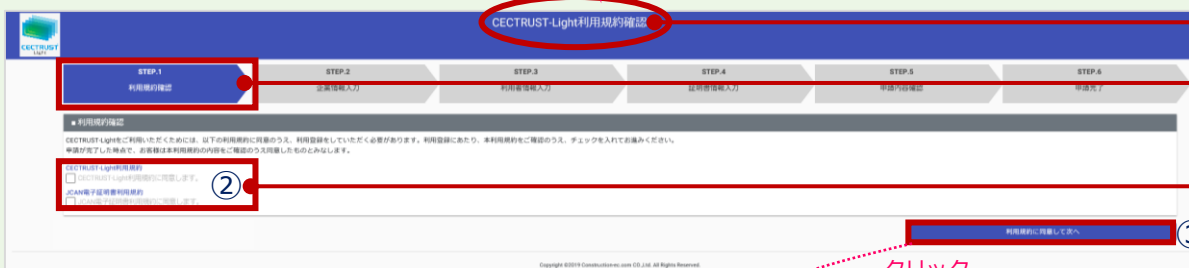 CECTRUST-Light利用規約確認
CECTRUST
Light
STEP.1
利用規約確認
STEP.2
企業情報入力
STEP.3
利用者情報入力
STEP.4
証明書情報入力
STEP.5
申請内容確認
STEP.6
申請完了
■ 利用規約確認
CECTRUST-Lightをご利用いただくためには、以下の利用規約に同意のうえ、利用登録をしていただく必要があります。利用登録にあたり、本利用規約をご確認のうえ、チェックを入れてお進みください。
申請が完了した時点で、お客様は本利用規約の内容をご確認のうえ同意したものとみなします。
CECTRUST-Light利用規約
CECTRUST-Light利用規約に同意します。
②
JCAN電子証明書利用規約
JCAN電子証明書利用規約に同意します。
利用規約に同意して次へ
クリック
Copyright ©2019 Construction-ec.com CO.,Ltd. All Rights Reserved.